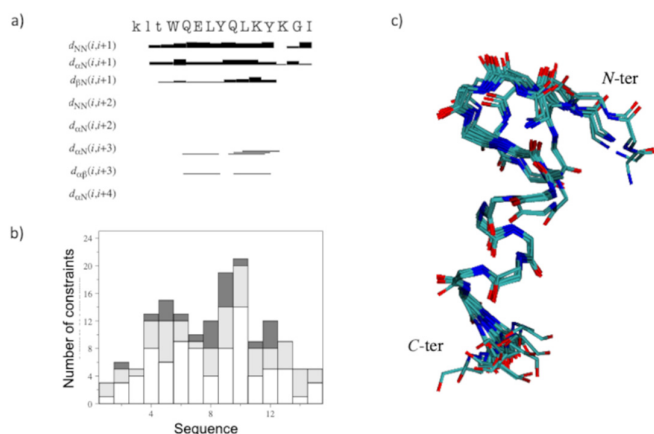 a)
k l t W Q E L Y Q L K Y K G I
dNN(i,i+1)
dαN(i,i+1)
dβN(i,i+1)
dNN(i,i+2)
dαN(i,i+2)
dαN(i,i+3)
dαβ(i,i+3)
dαN(i,i+4)
b)
24
20
16
12
8
4
0
Number of constraints
4 8 12
Sequence
c)
N-ter
C-ter